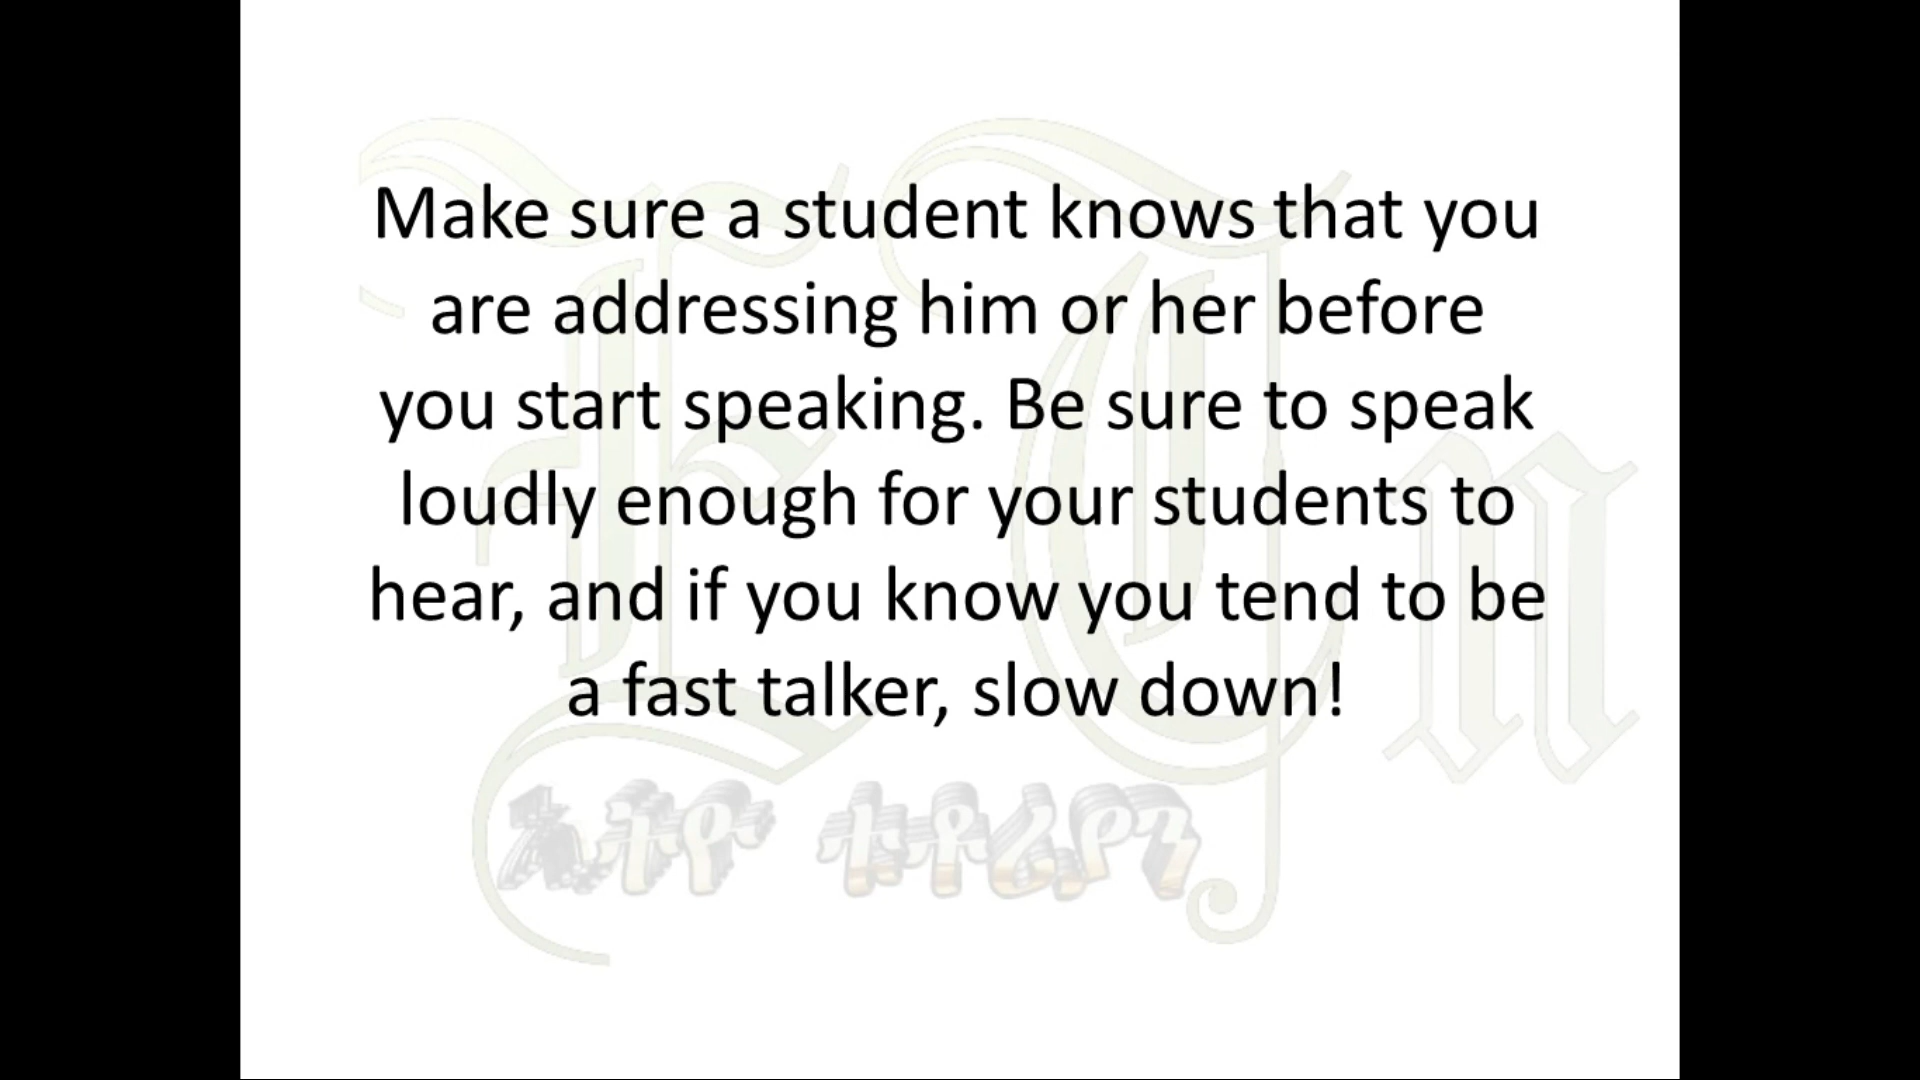 Make sure a student knows that you
are addressing him or her before
you start speaking. Be sure to speak
loudly enough for your students to
hear, and if you know you tend to be
a fast talker, slow down!